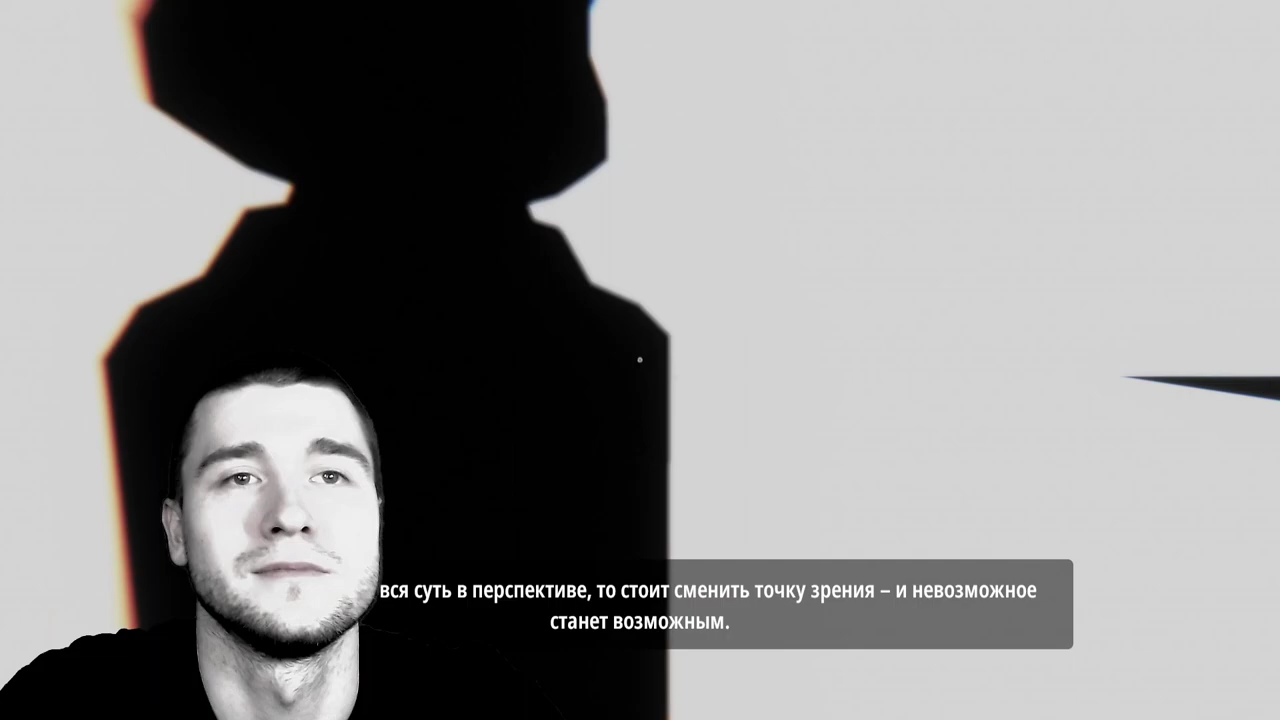 вся суть в перспективе, то стоит сменить точку зрения – и невозможное
станет возможным.